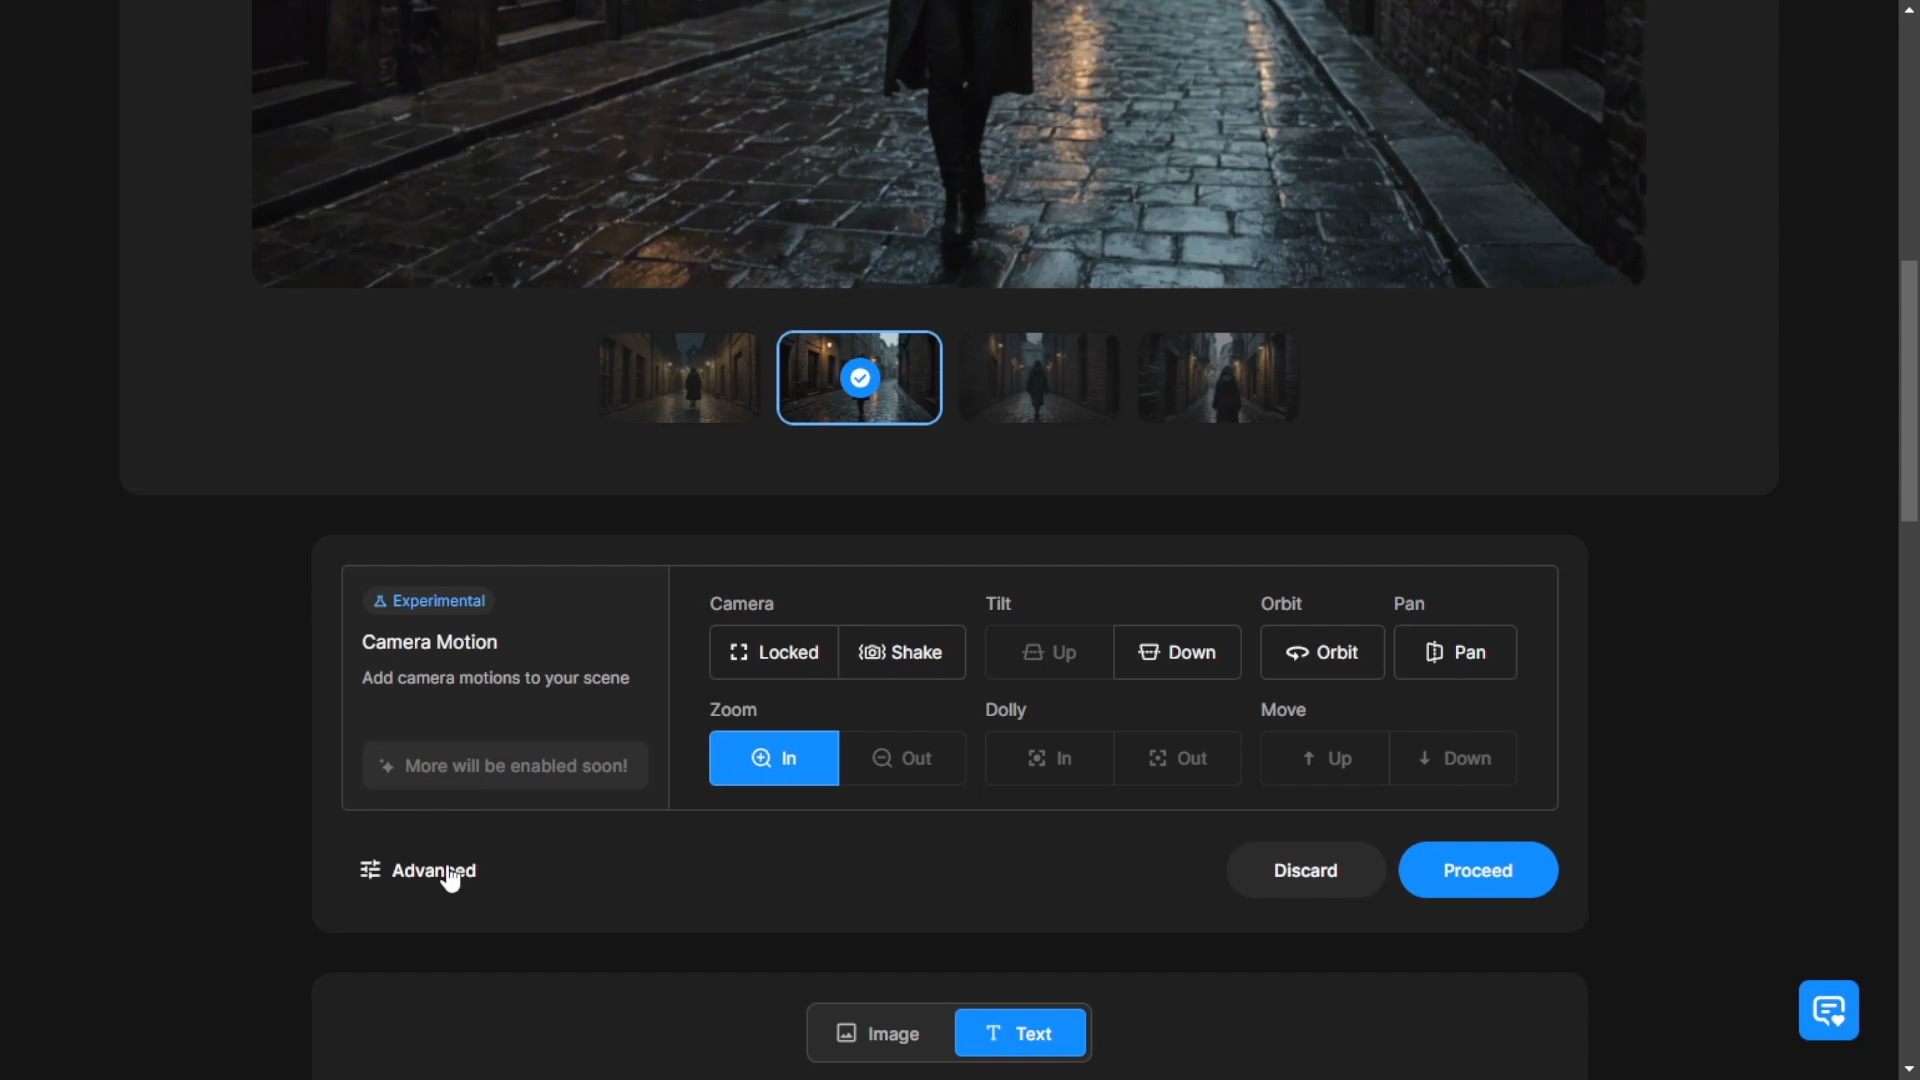 Experimental
Camera Motion
Add camera motions to your scene
More will be enabled soon!
Camera
Locked
Shake
Tilt
Up
Down
Orbit
Orbit
Pan
Pan
Zoom
In
Out
Dolly
In
Out
Move
Up
Down
Advanced
Discard
Proceed
Image
Text